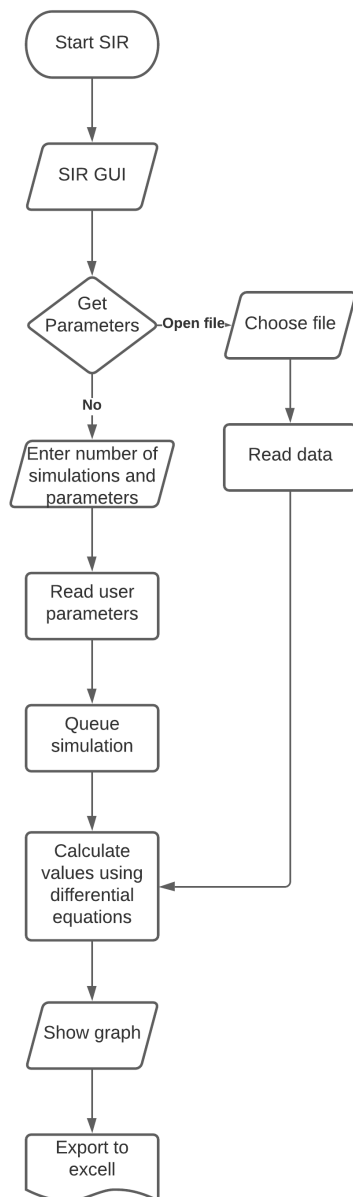 Start SIR
SIR GUI
Get
Parameters
Open file
Choose file
No
Read data
Enter number of
simulations and
parameters
Read user
parameters
Queue
simulation
Calculate
values using
differential
equations
Show graph
Export to
excell